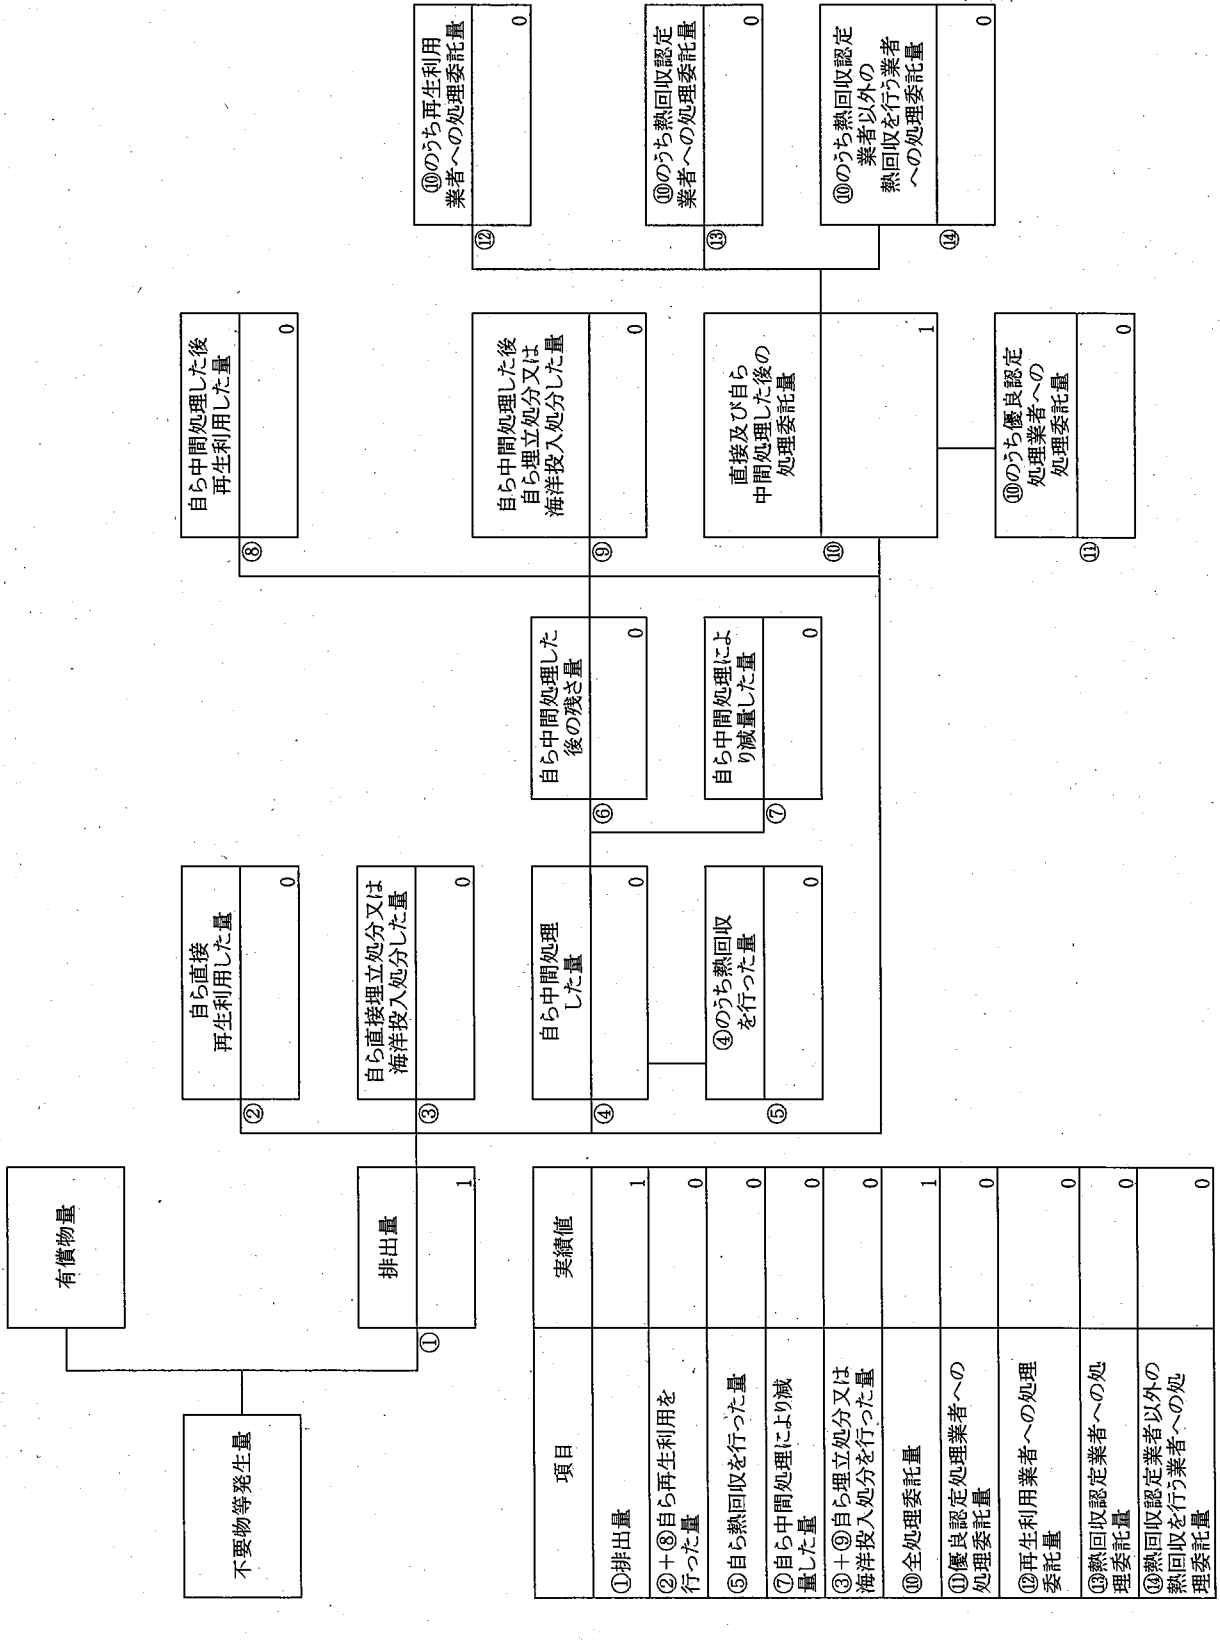 不要物等発生量
有償物量
排出量
①
1
自ら直接
再生利用した量
②
0
自ら直接埋立処分又は
海洋投入処分した量
③
0
自ら中間処理
した量
④
0
④のうち熱回収
を行った量
⑤
0
自ら中間処理した
後の残さ量
⑥
0
自ら中間処理によ
り減量した量
⑦
0
自ら中間処理した後
再生利用した量
⑧
0
自ら中間処理した後
自ら埋立処分又は
海洋投入処分した量
⑨
0
直接及び自ら
中間処理した後の
処理委託量
⑩
1
⑩のうち優良認定
処理業者への
処理委託量
⑪
0
⑩のうち再生利用
業者への処理委託量
⑫
0
⑩のうち熱回収認定
業者への処理委託量
⑬
0
⑩のうち熱回収認定
業者以外の
熱回収を行う業者
への処理委託量
⑭
0
項目 実績値
①排出量 1
②+⑧自ら再生利用を
行った量 0
⑤自ら熱回収を行った量 0
⑦自ら中間処理により減
量した量 0
③+⑨自ら埋立処分又は
海洋投入処分を行った量 0
⑩全処理委託量 1
⑪優良認定処理業者への
処理委託量 0
⑫再生利用業者への処理
委託量 0
⑬熱回収認定業者への処
理委託量 0
⑭熱回収認定業者以外の
熱回収を行う業者への処
理委託量 0